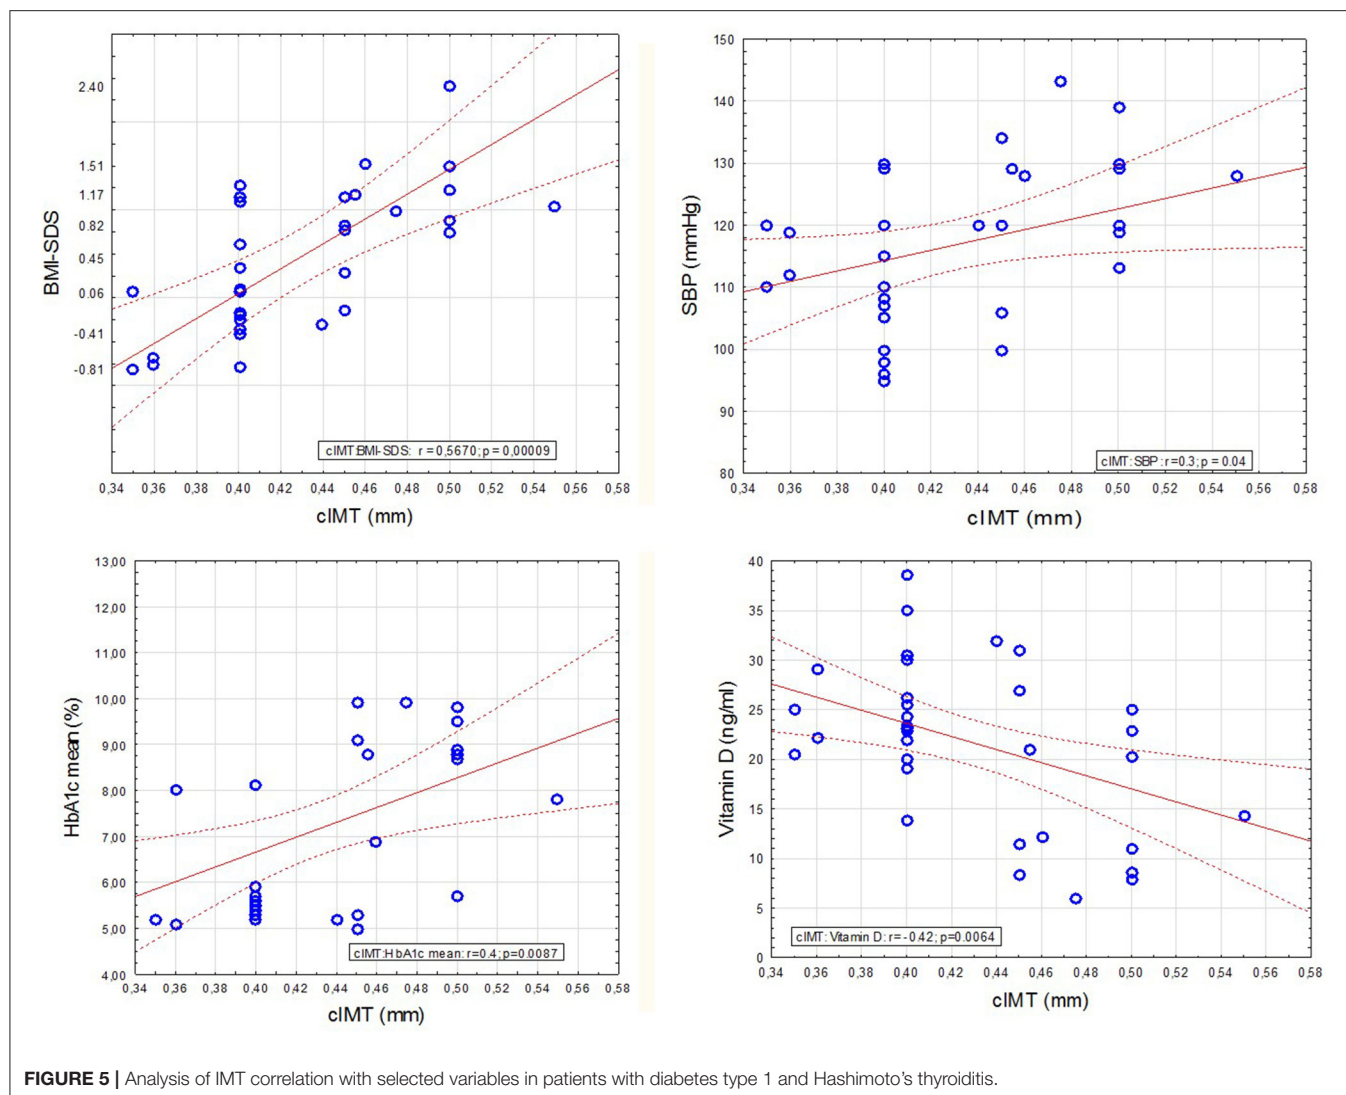 BMI-SDS
2.40
1.51
1.17
0.82
0.45
0.06
-0.41
-0.81
cIMT:BMI-SDS: r = 0,5670; p = 0,00009
0,34 0,36 0,38 0,40 0,42 0,44 0,46 0,48 0,50 0,52 0,54 0,56 0,58
cIMT (mm)
SBP (mmHg)
150
140
130
120
110
100
90
80
cIMT: SBP: r=0.3; p = 0.04
0,34 0,36 0,38 0,40 0,42 0,44 0,46 0,48 0,50 0,52 0,54 0,56 0,58
cIMT (mm)
HbA1c mean (%)
13,00
12,00
11,00
10,00
9,00
8,00
7,00
6,00
5,00
4,00
cIMT:HbA1c mean: r=0.4; p=0.0087
0,34 0,36 0,38 0,40 0,42 0,44 0,46 0,48 0,50 0,52 0,54 0,56 0,58
cIMT (mm)
Vitamin D (ng/ml)
40
35
30
25
20
15
10
5
0
cIMT: Vitamin D: r= -0.42; p=0.0064
0,34 0,36 0,38 0,40 0,42 0,44 0,46 0,48 0,50 0,52 0,54 0,56 0,58
cIMT (mm)
FIGURE 5 | Analysis of IMT correlation with selected variables in patients with diabetes type 1 and Hashimoto's thyroiditis.